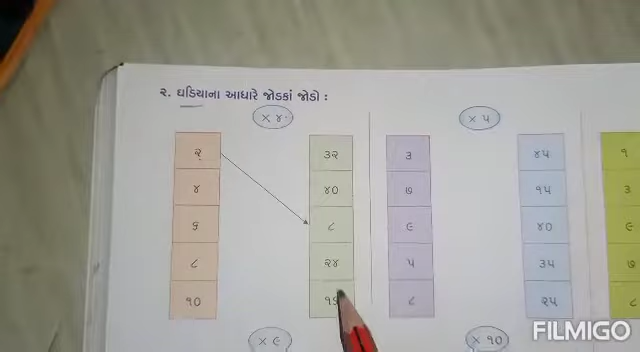 ૨. ઘડિયાના આધારે જોડકાં જોડો :
× ૪ × ૫
૨ ૩૨ ૩ ૪૫ ૧
૪ ૪૦ ૭ ૧૫ ૩
૬ ૮ ૯ ૪૦ ૯
૮ ૨૪ ૫ ૩૫ ૭
૧૦ ૮ ૨૫ ૮
× ૯ × ૧૦
FILMIGO